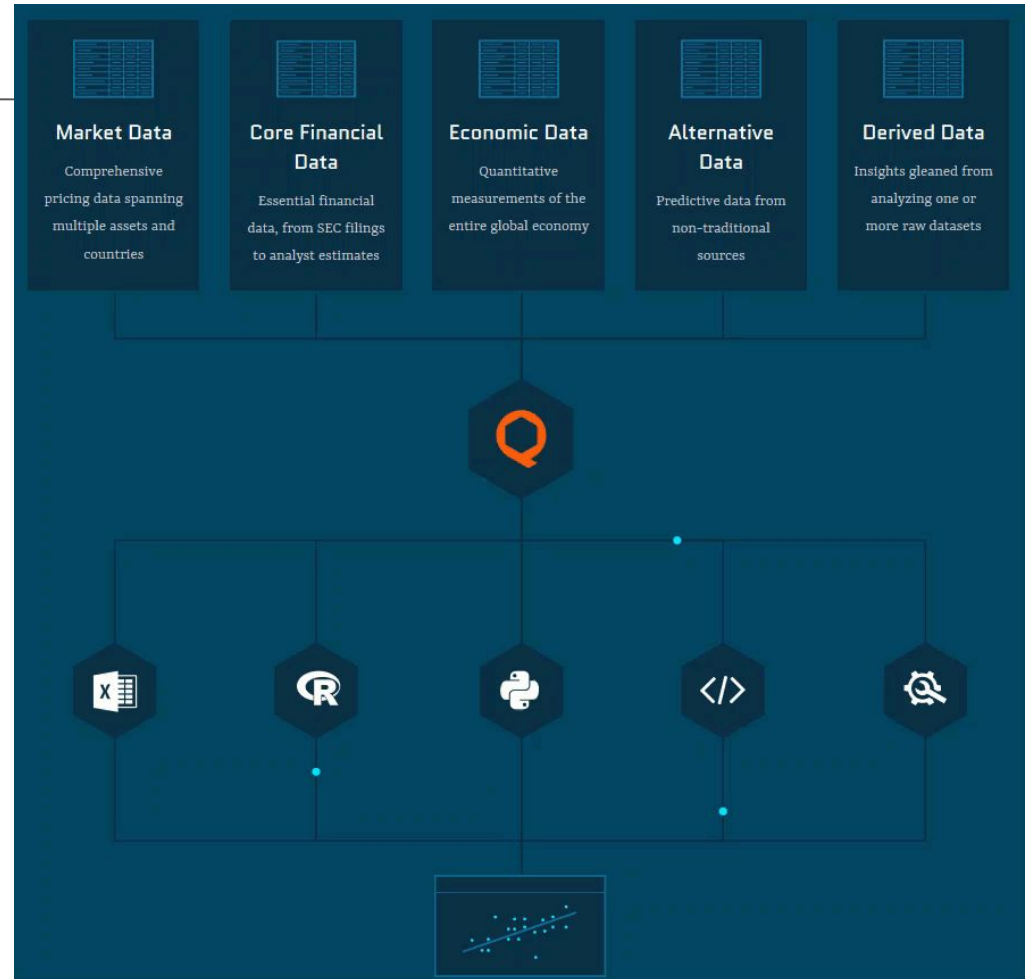 Market Data
Comprehensive
pricing data spanning
multiple assets and
countries
Core Financial
Data
Essential financial
data, from SEC filings
to analyst estimates
Economic Data
Quantitative
measurements of the
entire global economy
Alternative
Data
Predictive data from
non-traditional
sources
Derived Data
Insights gleaned from
analyzing one or
more raw datasets
Q
X
R
</>